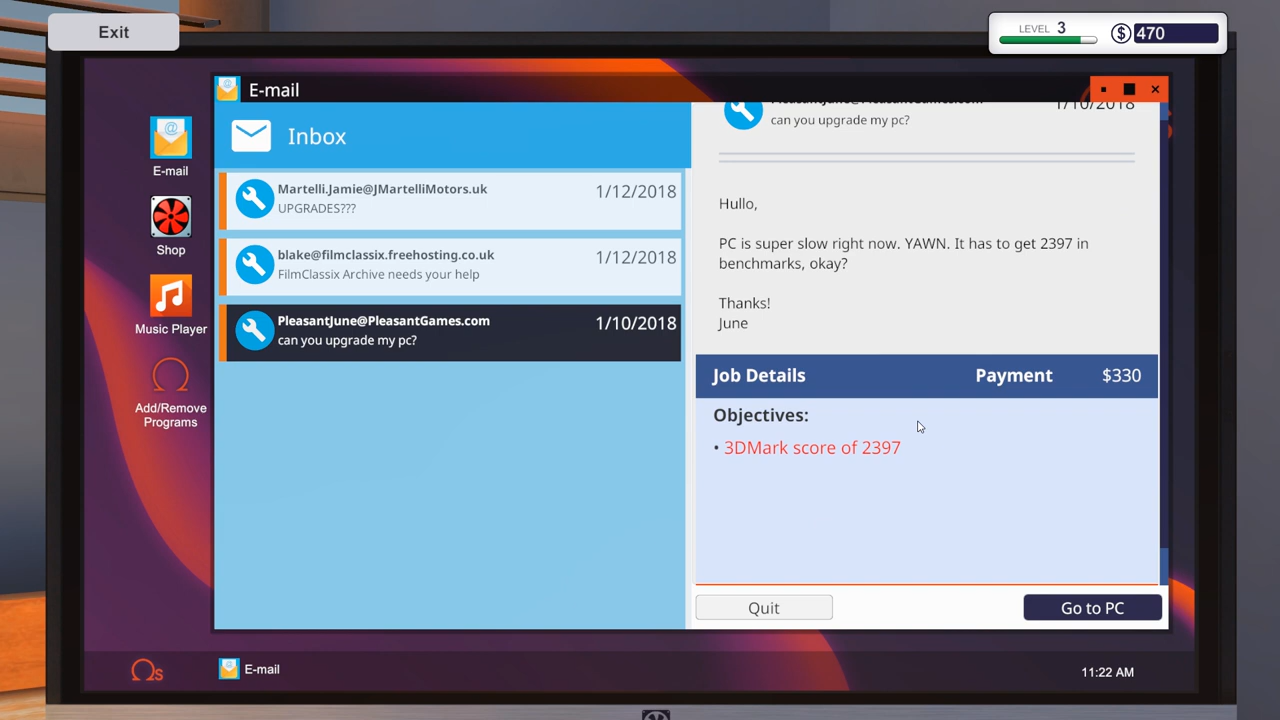 Exit
LEVEL 3
$ 470
E-mail
Inbox
Martelli.Jamie@JMartelliMotors.uk
1/12/2018
UPGRADES???
blake@filmclassix.freehosting.co.uk
1/12/2018
FilmClassix Archive needs your help
PleasantJune@PleasantGames.com
1/10/2018
can you upgrade my pc?
PleasantJune@PleasantGames.com
1/10/2018
can you upgrade my pc?
Hullo,
PC is super slow right now. YAWN. It has to get 2397 in
benchmarks, okay?
Thanks!
June
Job Details
Payment
$330
Objectives:
• 3DMark score of 2397
Quit
Go to PC
E-mail
Shop
Music Player
Add/Remove
Programs
Ωs
E-mail
11:22 AM